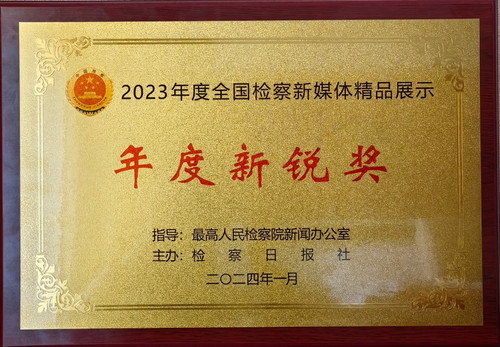 2023年度全国检察新媒体精品展示
年度新锐奖
指导：最高人民检察院新闻办公室
主办：检察日报社
二〇二四年一月